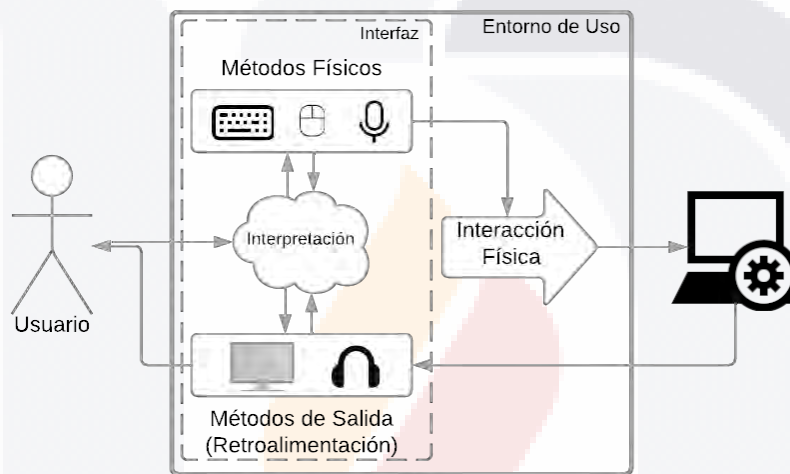 Interfaz
Entorno de Uso
Métodos Físicos
Interpretación
Interacción
Física
Usuario
Métodos de Salida
(Retroalimentación)